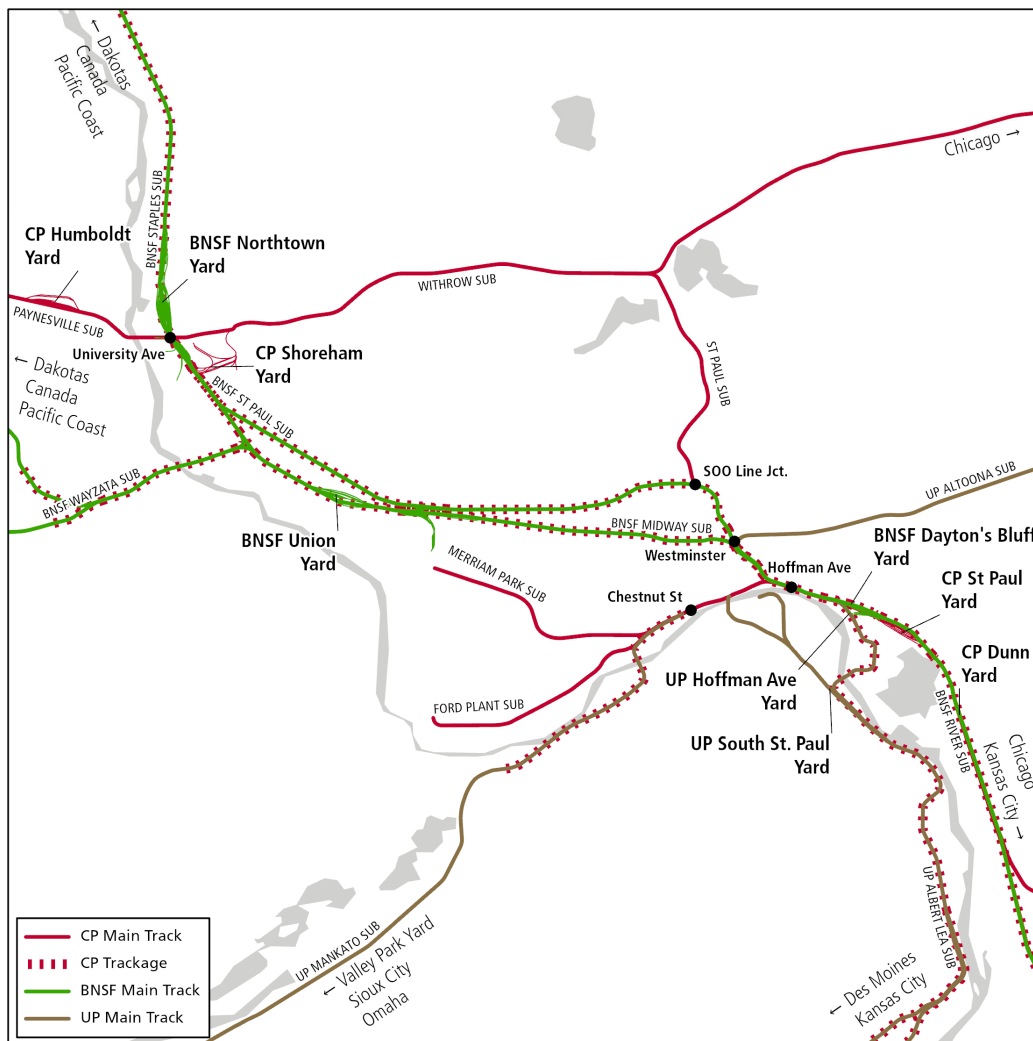 ← Dakotas
Canada
Pacific Coast
Chicago →
BNSF STAPLES SUB
CP Humboldt
Yard
BNSF Northtown
Yard
WITHROW SUB
PAYNESVILLE SUB
University Ave
CP Shoreham
Yard
← Dakotas
Canada
Pacific Coast
BNSF ST PAUL SUB
ST PAUL SUB
BNSF WAYZATA SUB
SOO Line Jct.
UP ALTOONA SUB
BNSF MIDWAY SUB
BNSF Union
Yard
Westminster
BNSF Dayton's Bluff
Yard
MERRIAM PARK SUB
Hoffman Ave
CP St Paul
Yard
Chestnut St
CP Dunn
Yard
UP Hoffman Ave
Yard
FORD PLANT SUB
BNSF RIVER SUB
UP South St. Paul
Yard
Chicago
Kansas City →
UP ALBERT LEA SUB
UP MANKATO SUB
← Valley Park Yard
Sioux City
Omaha
← Des Moines
Kansas City
CP Main Track
CP Trackage
BNSF Main Track
UP Main Track